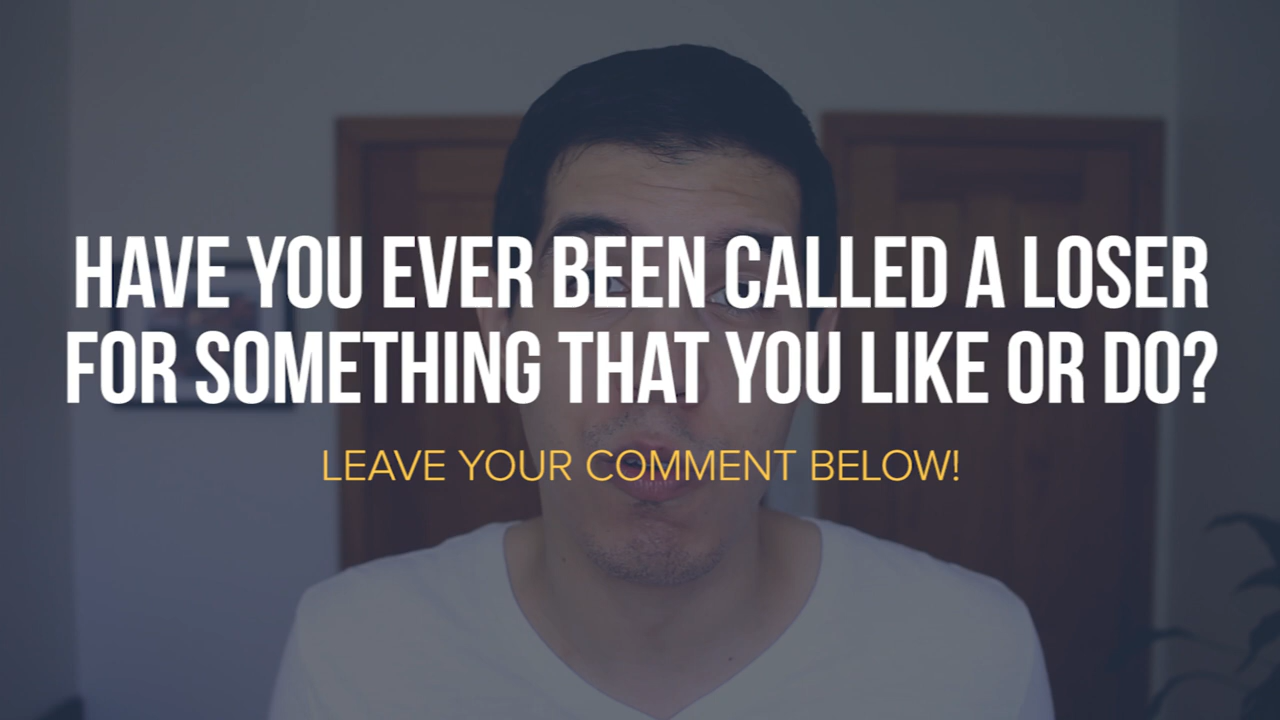 HAVE YOU EVER BEEN CALLED A LOSER
FOR SOMETHING THAT YOU LIKE OR DO?
LEAVE YOUR COMMENT BELOW!